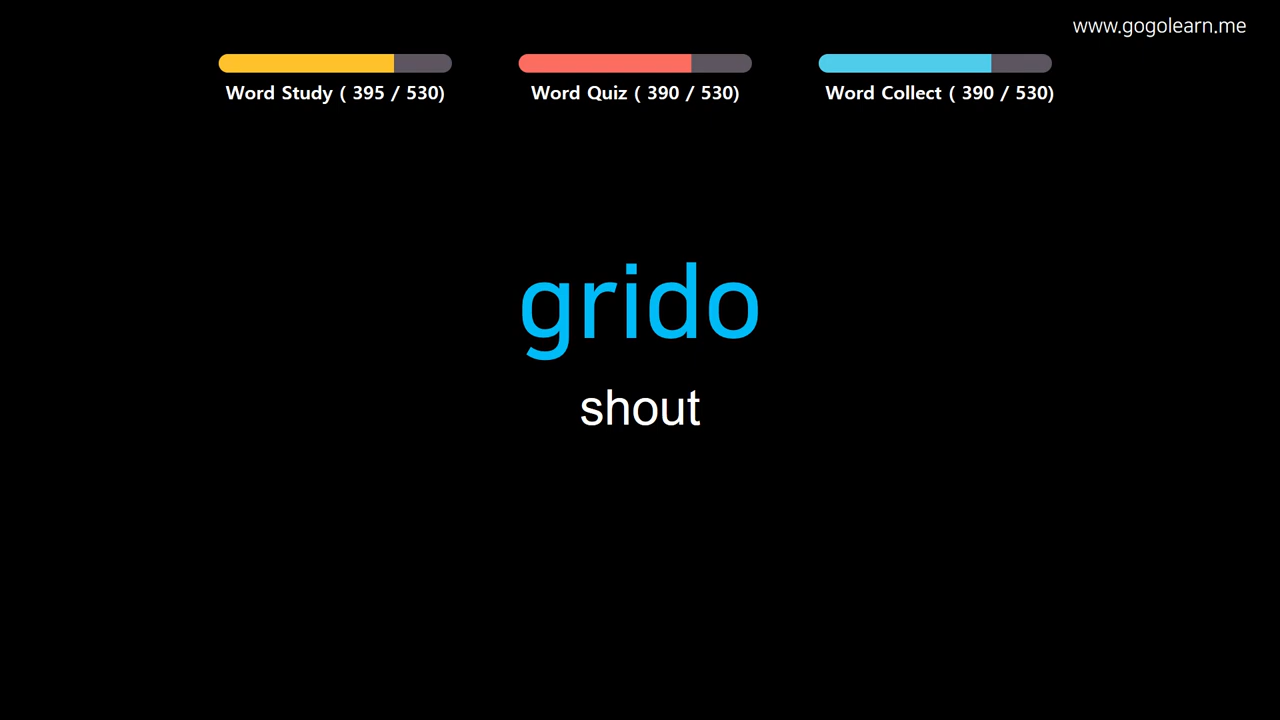 www.gogolearn.me
Word Study ( 395 / 530)
Word Quiz ( 390 / 530)
Word Collect ( 390 / 530)
grido
shout